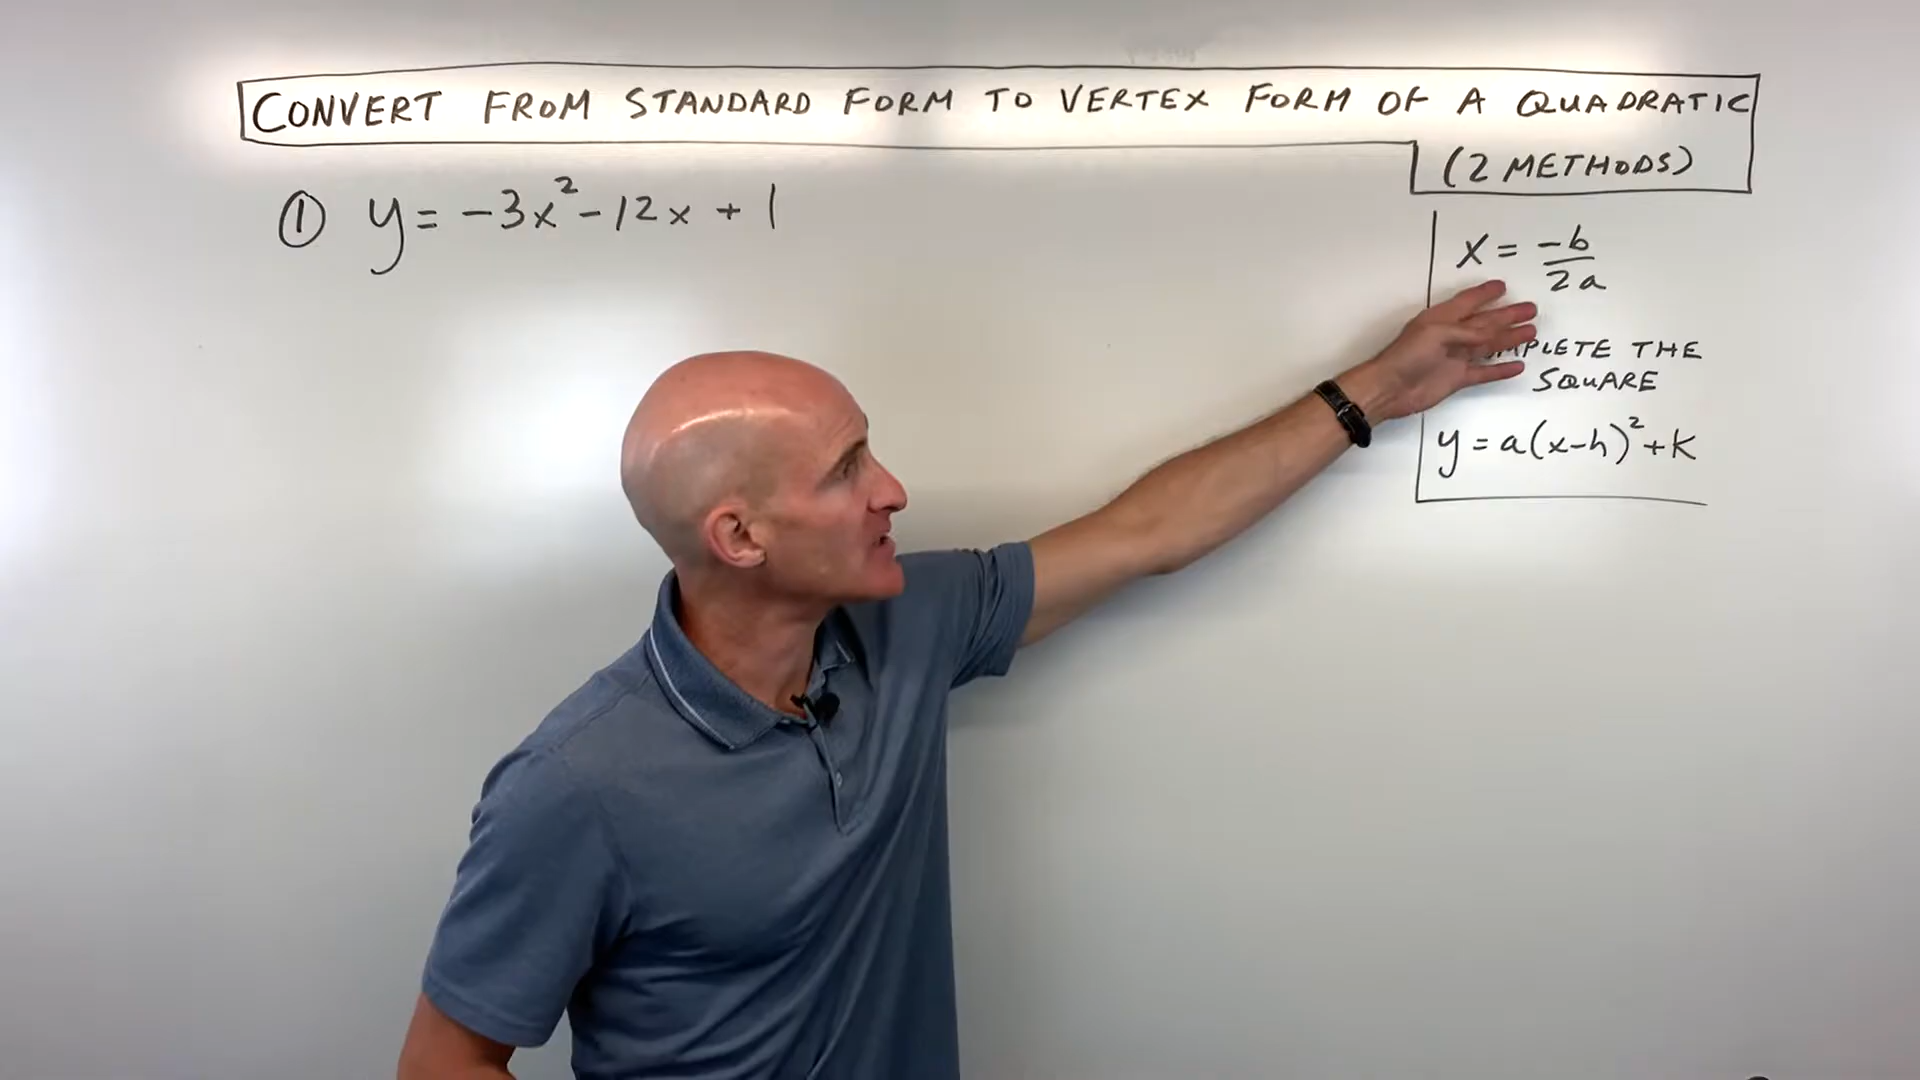 CONVERT FROM STANDARD FORM TO VERTEX FORM OF A QUADRATIC
(2 METHODS)
① y = -3x² - 12x + 1
x = -b/2a
THE
SQUARE
y = a(x-h)² + k